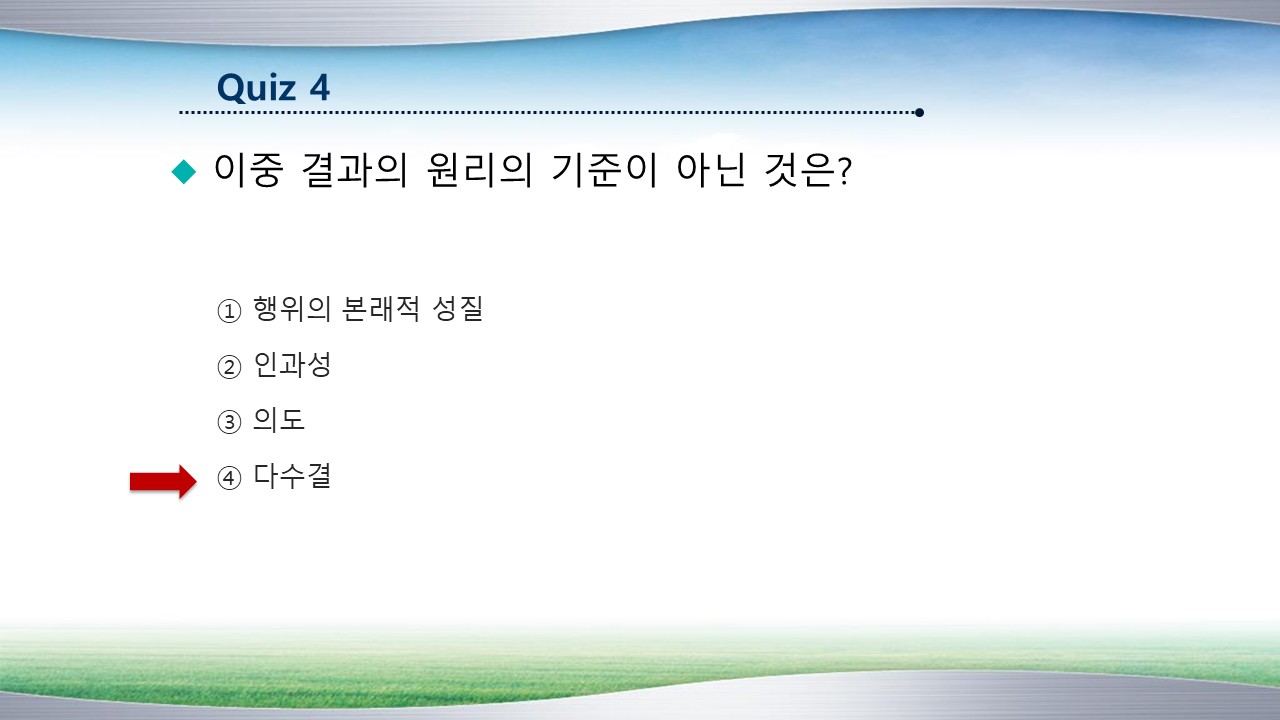 Quiz 4
이중 결과의 원리의 기준이 아닌 것은?
① 행위의 본래적 성질
② 인과성
③ 의도
④ 다수결